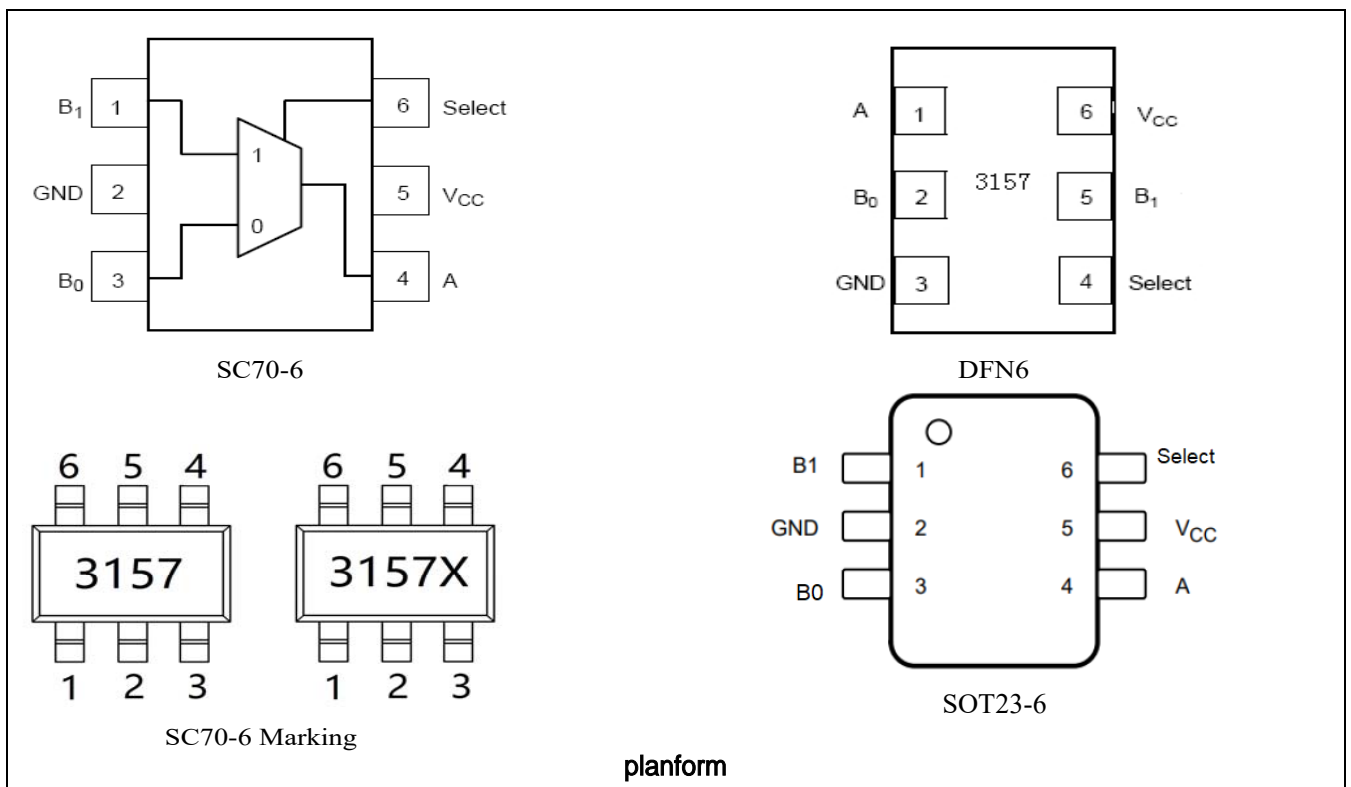 B1 1 6 Select
1
GND 2 5 VCC
0
B0 3 4 A
SC70-6
A 1 6 VCC
B0 2 3157 5 B1
GND 3 4 Select
DFN6
6 5 4
3157
1 2 3
6 5 4
3157X
1 2 3
SC70-6 Marking
B1 1 6 Select
GND 2 5 VCC
B0 3 4 A
SOT23-6
planform